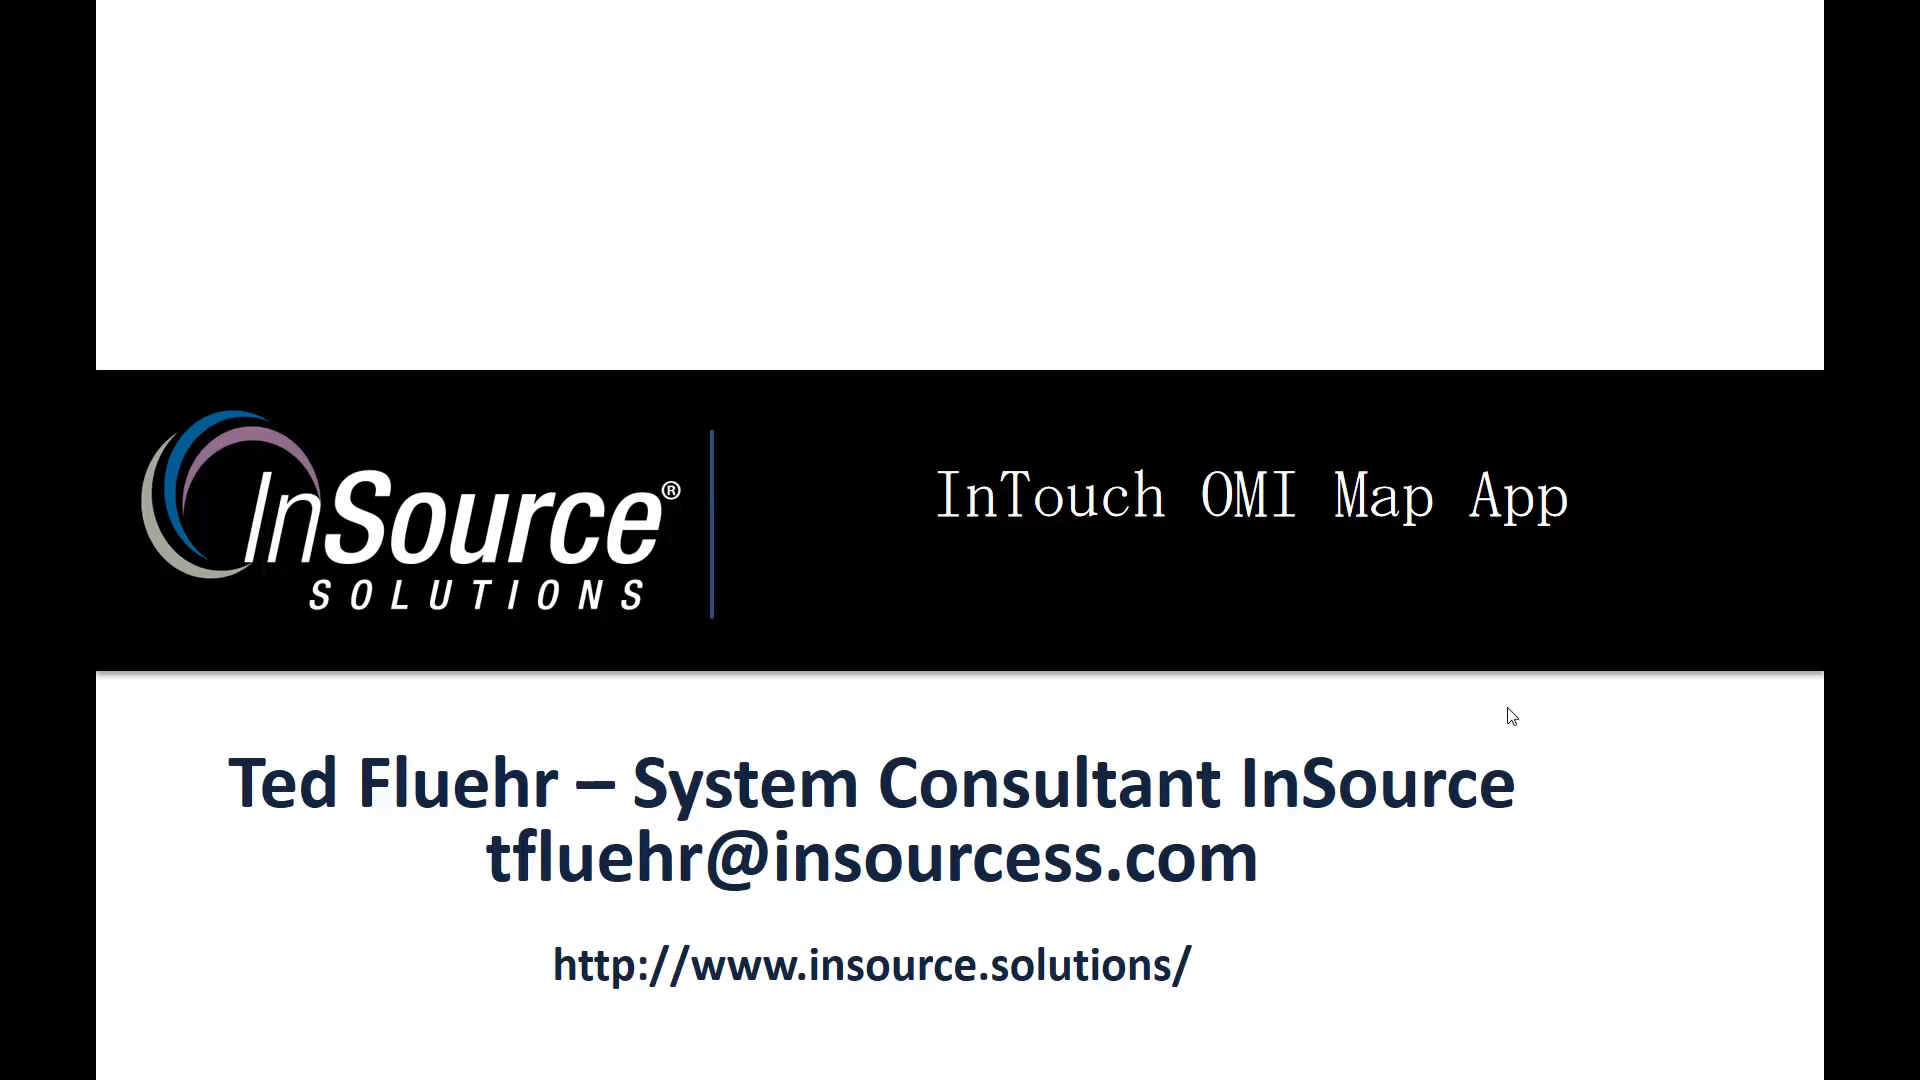 InSource®
SOLUTIONS
InTouch OMI Map App
Ted Fluehr – System Consultant InSource
tfluehr@insourcess.com
http://www.insource.solutions/